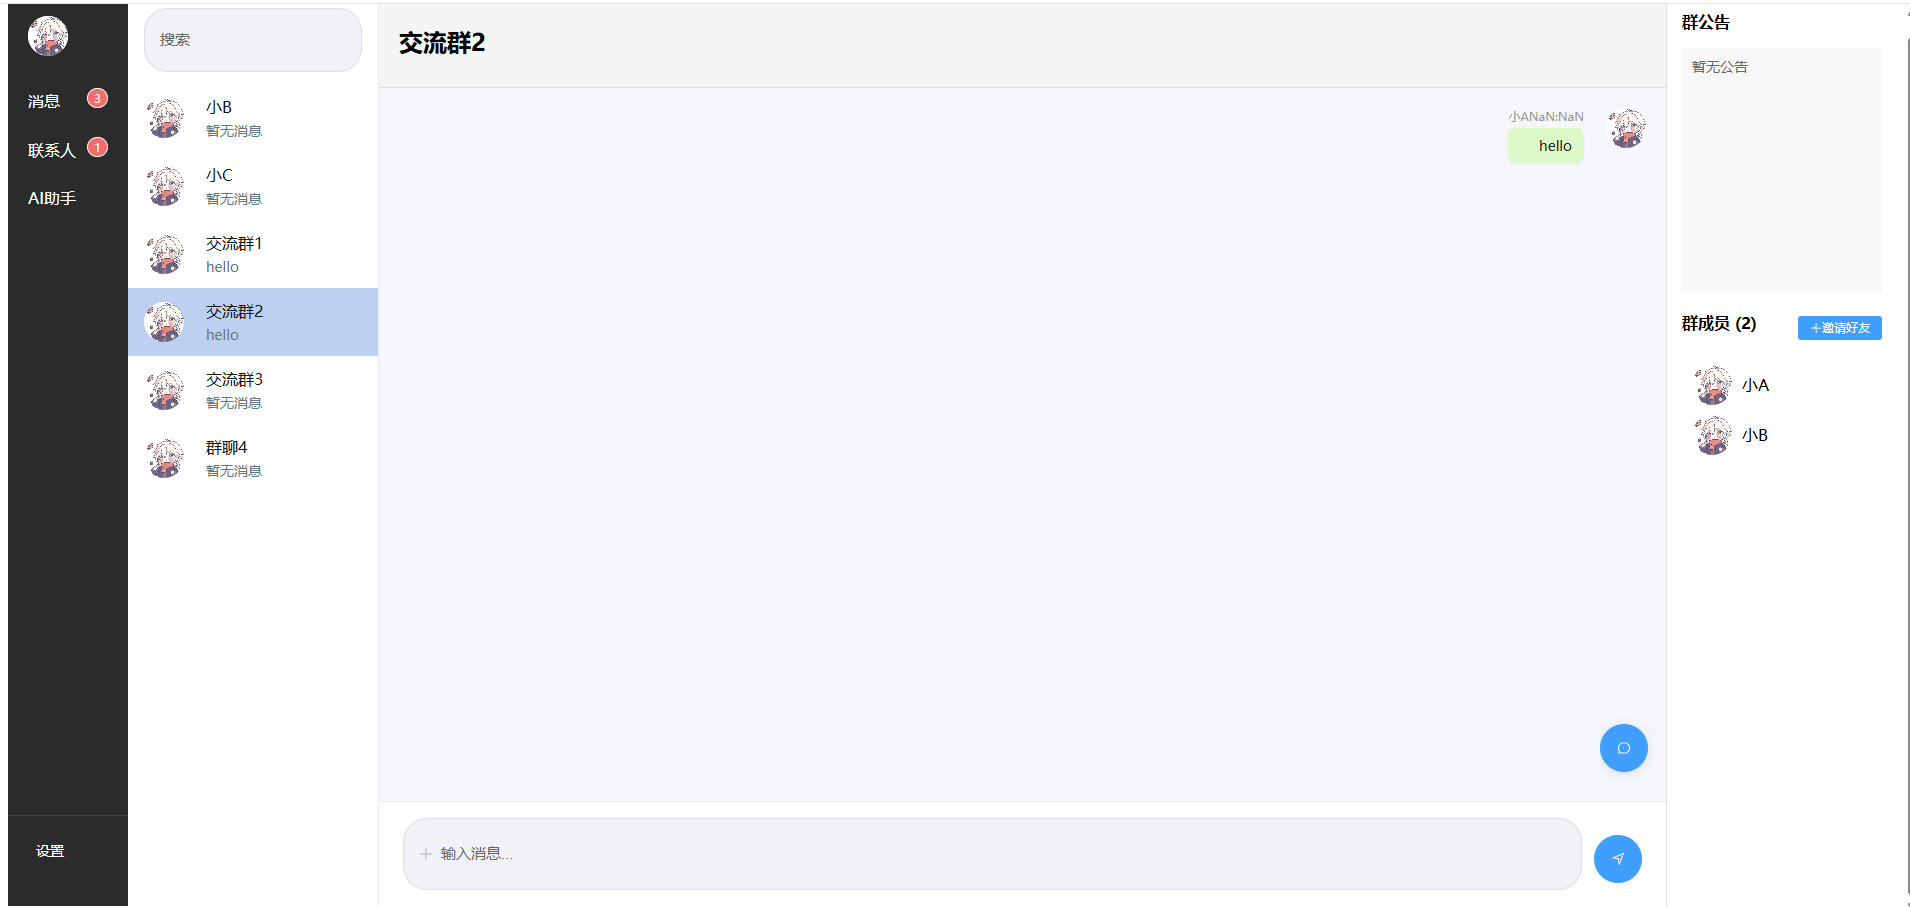 消息
3
联系人
1
AI助手
设置
搜索
小B
暂无消息
小C
暂无消息
交流群1
hello
交流群2
hello
交流群3
暂无消息
群聊4
暂无消息
交流群2
小ANaN:NaN
hello
+ 输入消息...
群公告
暂无公告
群成员 (2)
+邀请好友
小A
小B